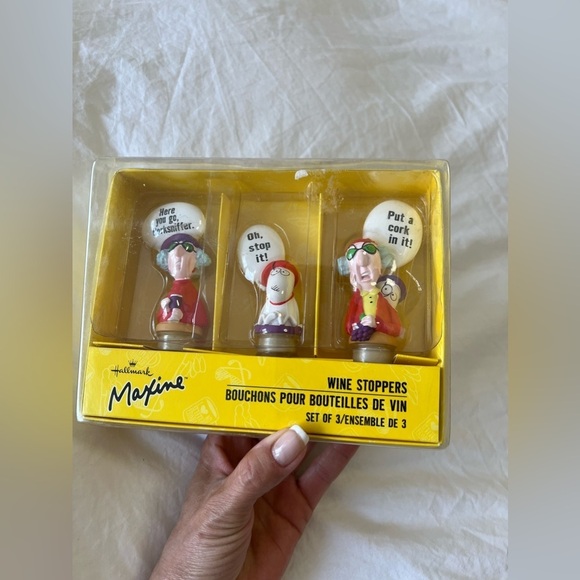 Here
you go,
Oh,
stop
it!
Put a
cork
in it!
Hallmark
Maxine
WINE STOPPERS
BOUCHONS POUR BOUTEILLES DE VIN
SET OF 3/ENSEMBLE DE 3